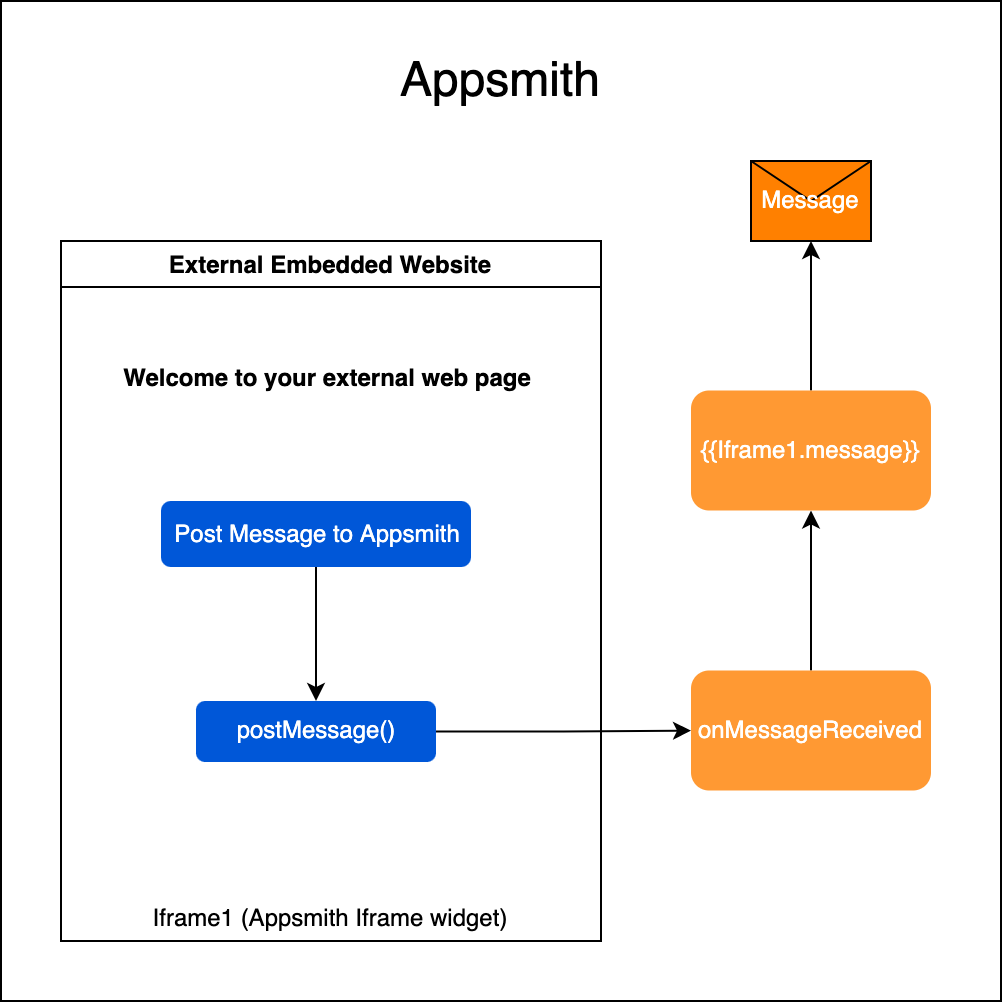 Appsmith
Message
External Embedded Website
Welcome to your external web page
{{Iframe1.message}}
Post Message to Appsmith
postMessage()
onMessageReceived
Iframe1 (Appsmith Iframe widget)